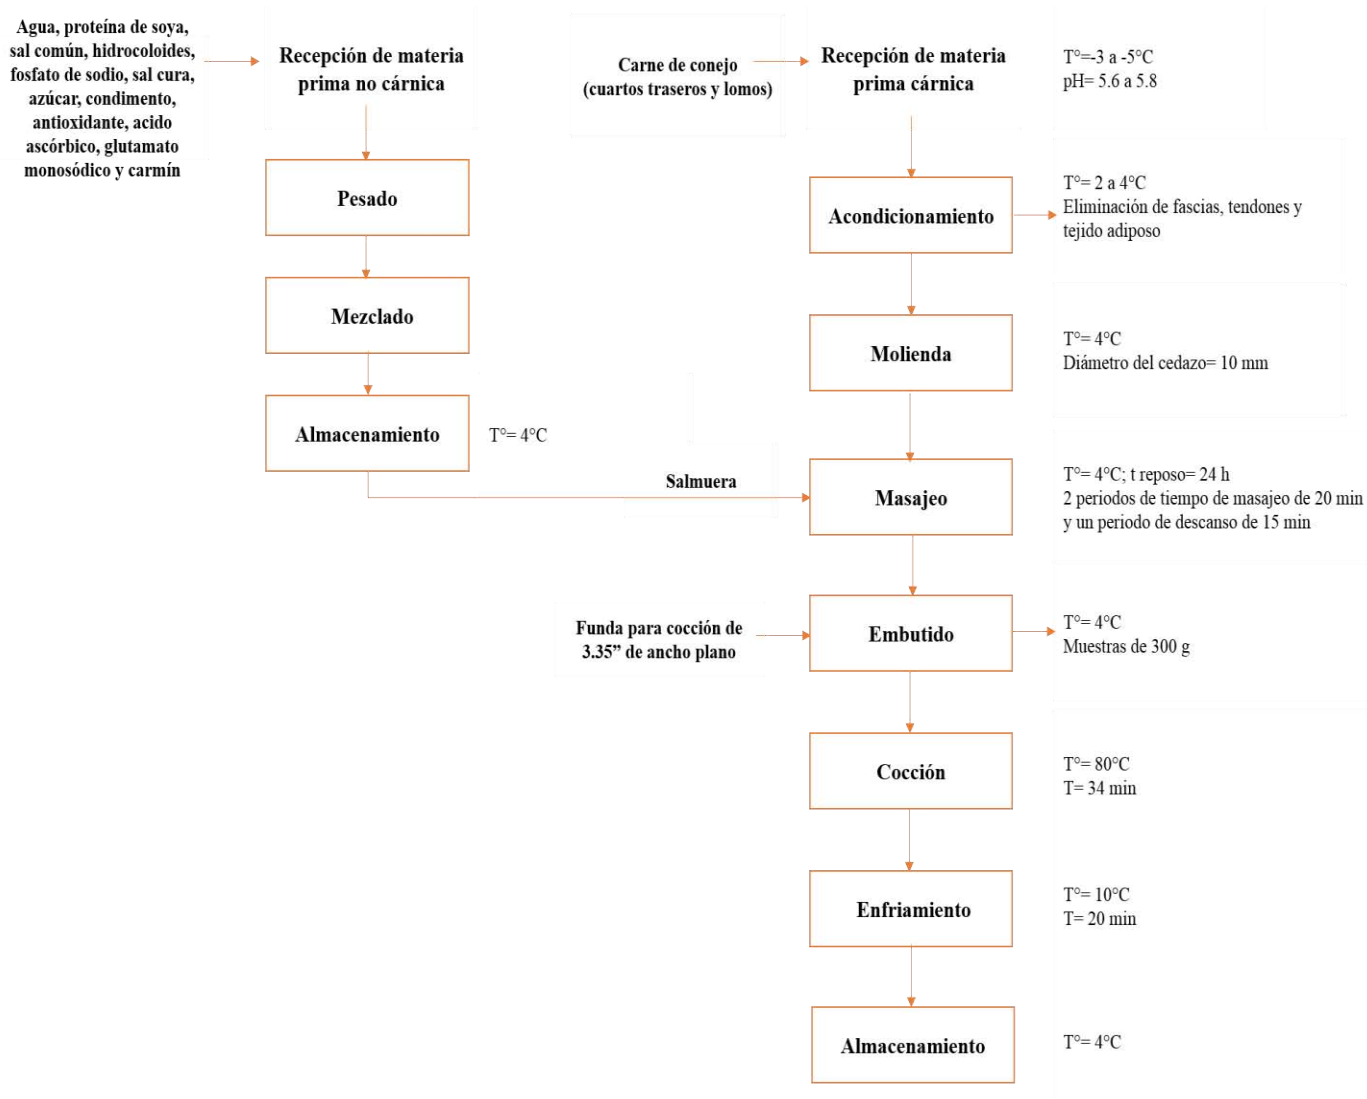 Agua, proteína de soya,
sal común, hidrocoloides,
fosfato de sodio, sal cura,
azúcar, condimento,
antioxidante, acido
ascórbico, glutamato
monosódico y carmín
Recepción de materia
prima no cárnica
Pesado
Mezclado
Almacenamiento
T°= 4°C
Salmuera
Carne de conejo
(cuartos traseros y lomos)
Recepción de materia
prima cárnica
T°=-3 a -5°C
pH= 5.6 a 5.8
Acondicionamiento
T°= 2 a 4°C
Eliminación de fascias, tendones y
tejido adiposo
Molienda
T°= 4°C
Diámetro del cedazo= 10 mm
Masajeo
T°= 4°C; t reposo= 24 h
2 periodos de tiempo de masajeo de 20 min
y un periodo de descanso de 15 min
Funda para cocción de
3.35” de ancho plano
Embutido
T°= 4°C
Muestras de 300 g
Cocción
T°= 80°C
T= 34 min
Enfriamiento
T°= 10°C
T= 20 min
Almacenamiento
T°= 4°C